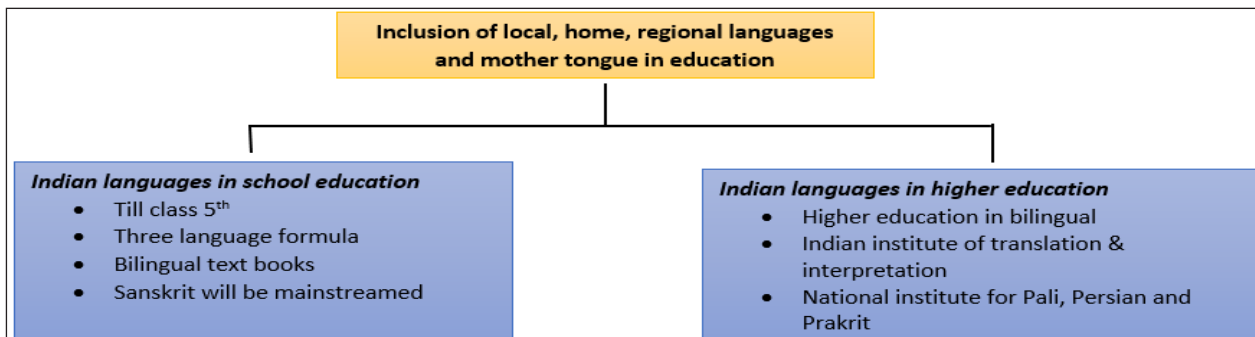 Inclusion of local, home, regional languages
and mother tongue in education
Indian languages in school education
• Till class 5th
• Three language formula
• Bilingual text books
• Sanskrit will be mainstreamed
Indian languages in higher education
• Higher education in bilingual
• Indian institute of translation &
interpretation
• National institute for Pali, Persian and
Prakrit